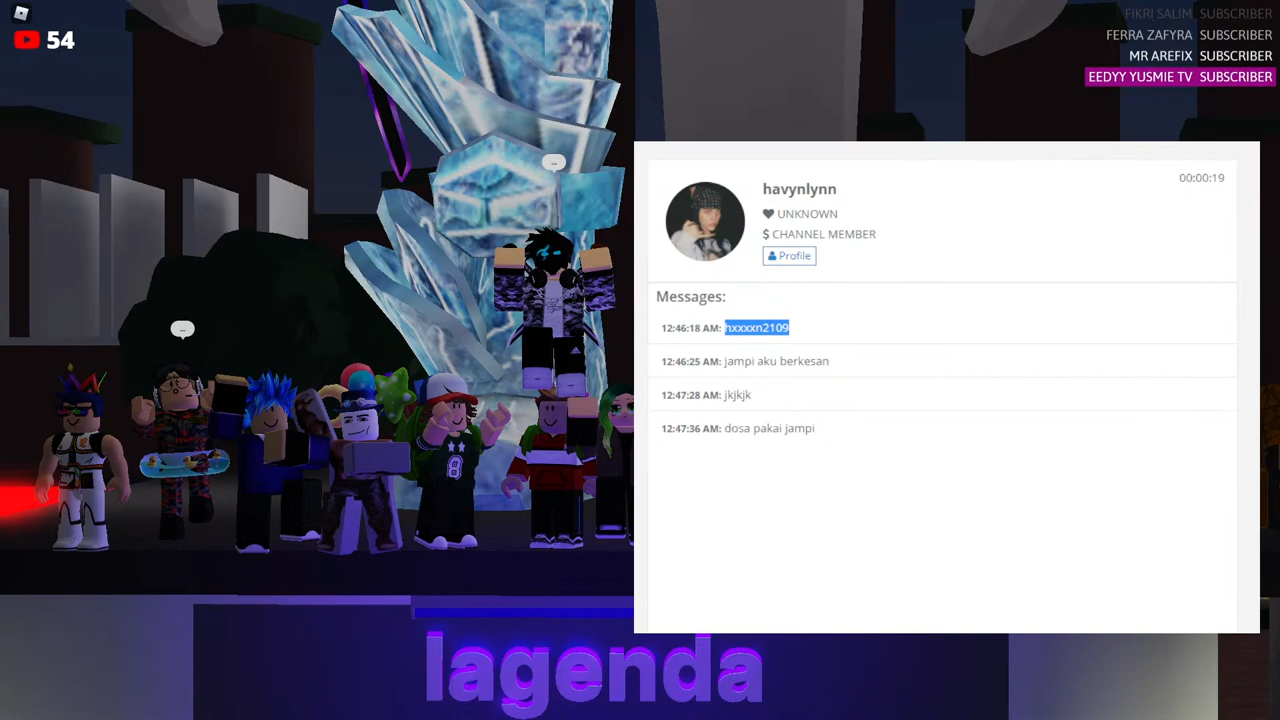 54
FIKRI SALIM SUBSCRIBER
FERRA ZAFYRA SUBSCRIBER
MR AREFIX SUBSCRIBER
EEDYY YUSMIE TV SUBSCRIBER
...
...
havynlynn
00:00:19
UNKNOWN
$ CHANNEL MEMBER
Profile
Messages:
12:46:18 AM: hxxxxn2109
12:46:25 AM: jampi aku berkesan
12:47:28 AM: jkjkjk
12:47:36 AM: dosa pakai jampi
8
lagenda